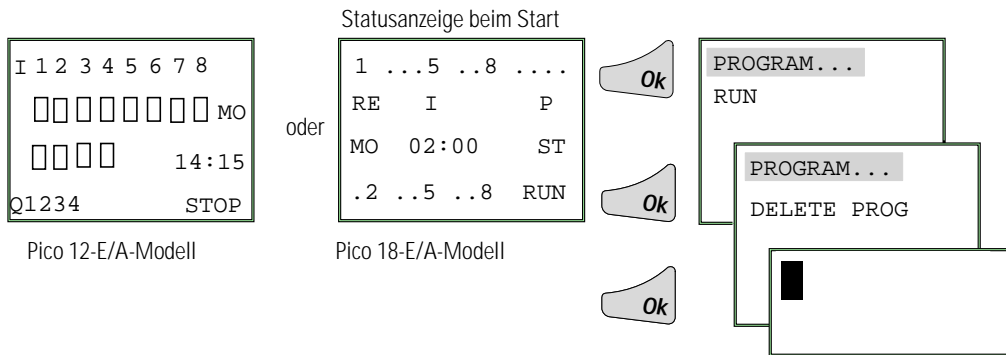 Statusanzeige beim Start
I 1 2 3 4 5 6 7 8
MO
14:15
Q1234 STOP
Pico 12-E/A-Modell
oder
1 ...5 ..8 ....
RE I P
MO 02:00 ST
.2 ..5 ..8 RUN
Pico 18-E/A-Modell
Ok
Ok
Ok
PROGRAM...
RUN
PROGRAM...
DELETE PROG